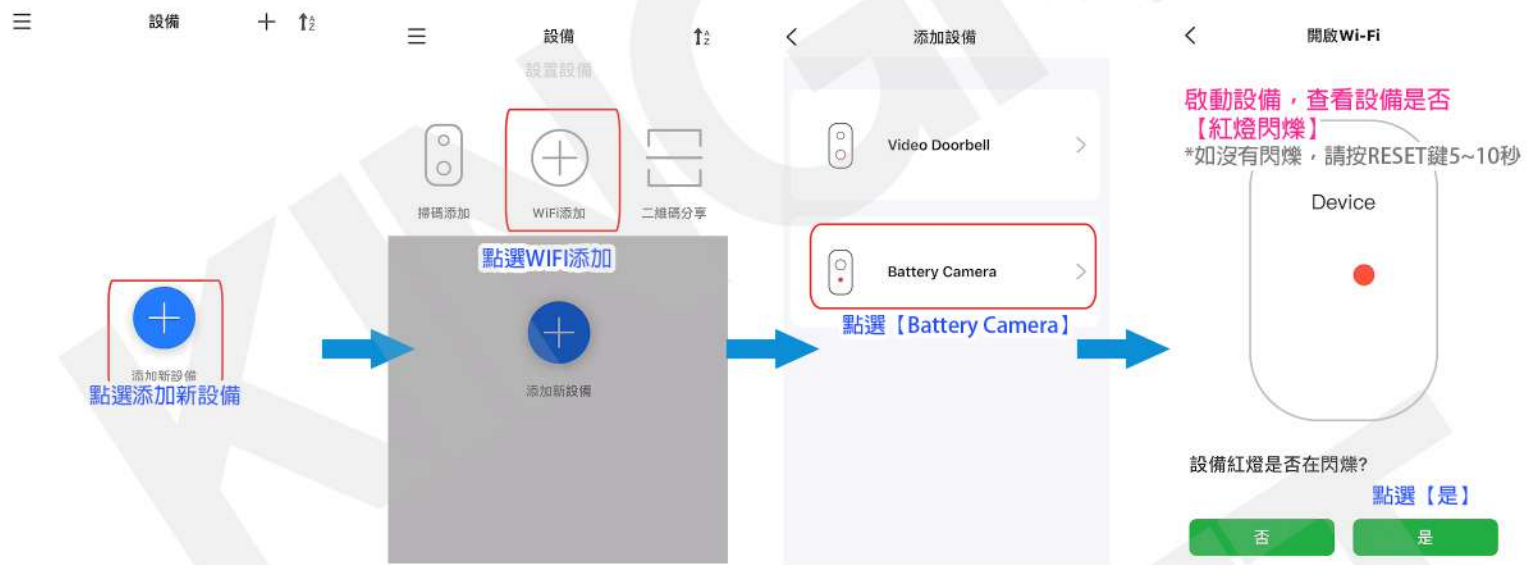 設備
添加新設備
點選添加新設備
設備
設置設備
掃碼添加
WiFi添加
二維碼分享
點選WIFI添加
添加新設備
添加設備
Video Doorbell
Battery Camera
點選【Battery Camera】
開啟Wi-Fi
啟動設備，查看設備是否
【紅燈閃爍】
*如沒有閃爍，請按RESET鍵5~10秒
Device
設備紅燈是否在閃爍?
點選【是】
否
是